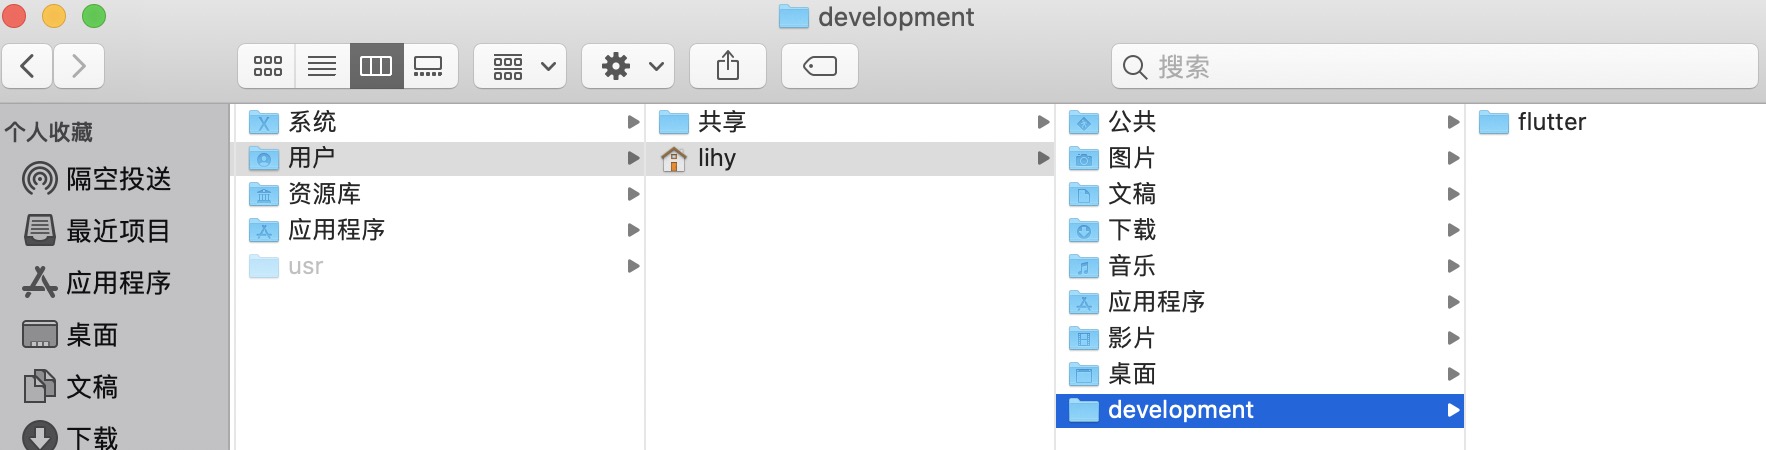 development
搜索
个人收藏
隔空投送
最近项目
应用程序
桌面
文稿
下载
系统
用户
资源库
应用程序
usr
共享
lihy
公共
图片
文稿
下载
音乐
应用程序
影片
桌面
development
flutter